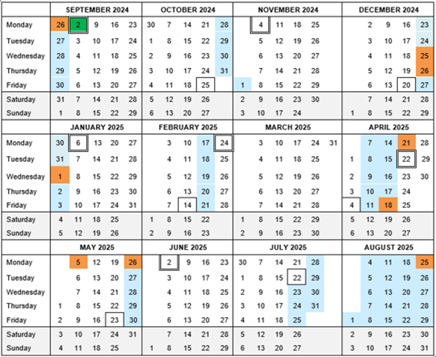 SEPTEMBER 2024 OCTOBER 2024 NOVEMBER 2024 DECEMBER 2024
Monday 26 2 9 16 23 30 7 14 21 28 4 11 18 25 2 9 16 23
Tuesday 27 3 10 17 24 1 8 15 22 29 5 12 19 26 3 10 17 24
Wednesday 28 4 11 18 25 2 9 16 23 30 6 13 20 27 4 11 18 25
Thursday 29 5 12 19 26 3 10 17 24 31 7 14 21 28 5 12 19 26
Friday 30 6 13 20 27 4 11 18 25 1 8 15 22 29 6 13 20 27
Saturday 31 7 14 21 28 5 12 19 26 2 9 16 23 30 7 14 21 28
Sunday 1 8 15 22 29 6 13 20 27 3 10 17 24 1 8 15 22 29
JANUARY 2025 FEBRUARY 2025 MARCH 2025 APRIL 2025
Monday 30 6 13 20 27 3 10 17 24 3 10 17 24 31 7 14 21 28
Tuesday 31 7 14 21 28 4 11 18 25 4 11 18 25 1 8 15 22 29
Wednesday 1 8 15 22 29 5 12 19 26 5 12 19 26 2 9 16 23 30
Thursday 2 9 16 23 30 6 13 20 27 6 13 20 27 3 10 17 24
Friday 3 10 17 24 31 7 14 21 28 7 14 21 28 4 11 18 25
Saturday 4 11 18 25 1 8 15 22 1 8 15 22 29 5 12 19 26
Sunday 5 12 19 26 2 9 16 23 2 9 16 23 30 6 13 20 27
MAY 2025 JUNE 2025 JULY 2025 AUGUST 2025
Monday 5 12 19 26 2 9 16 23 30 7 14 21 28 4 11 18 25
Tuesday 6 13 20 27 3 10 17 24 1 8 15 22 29 5 12 19 26
Wednesday 7 14 21 28 4 11 18 25 2 9 16 23 30 6 13 20 27
Thursday 1 8 15 22 29 5 12 19 26 3 10 17 24 31 7 14 21 28
Friday 2 9 16 23 30 6 13 20 27 4 11 18 25 1 8 15 22 29
Saturday 3 10 17 24 31 7 14 21 28 5 12 19 26 2 9 16 23 30
Sunday 4 11 18 25 1 8 15 22 29 6 13 20 27 3 10 17 24 31